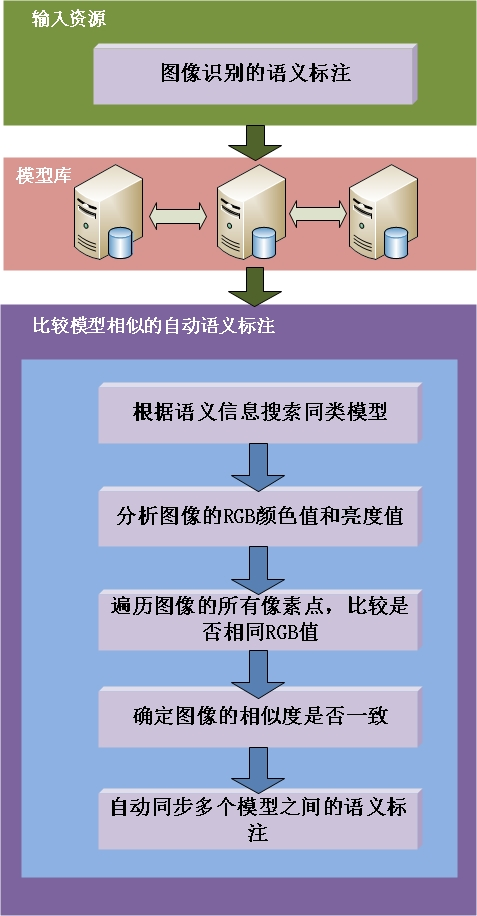 输入资源
图像识别的语义标注
模型库
比较模型相似的自动语义标注
根据语义信息搜索同类模型
分析图像的RGB颜色值和亮度值
遍历图像的所有像素点，比较是
否相同RGB值
确定图像的相似度是否一致
自动同步多个模型之间的语义标
注